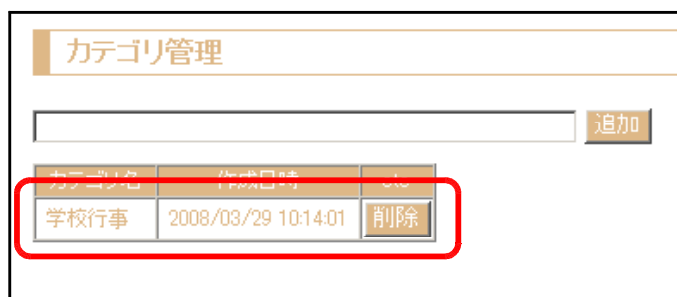 カテゴリ管理
追加
カテゴリ名 作成日時 etc
学校行事 2008/03/29 10:14:01 削除